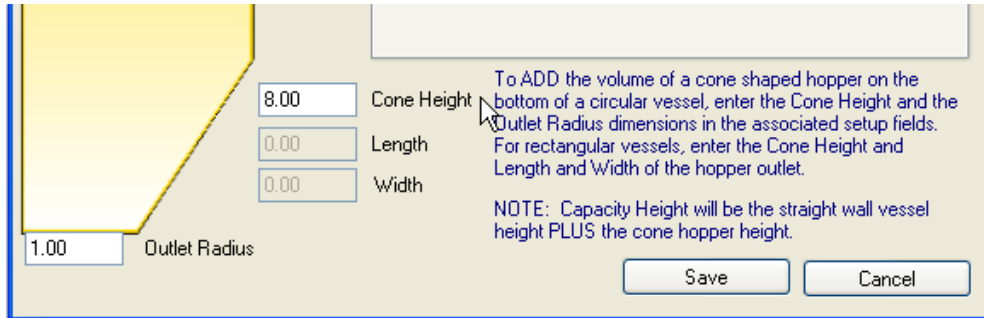 To ADD the volume of a cone shaped hopper on the
8.00 Cone Height bottom of a circular vessel, enter the Cone Height and the
Outlet Radius dimensions in the associated setup fields.
0.00 Length For rectangular vessels, enter the Cone Height and
Length and Width of the hopper outlet.
0.00 Width
NOTE: Capacity Height will be the straight wall vessel
height PLUS the cone hopper height.
1.00 Outlet Radius
Save Cancel